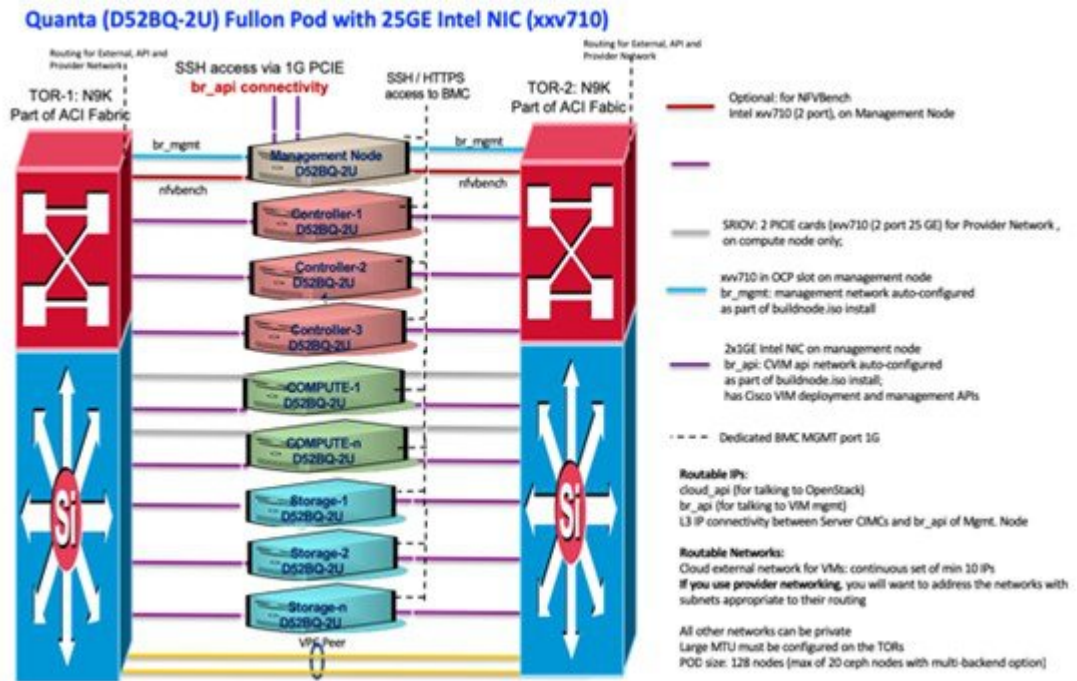 Quanta (D52BQ-2U) Fullon Pod with 25GE Intel NIC (xxv710)
Routing for External, API and
Provider Network
SSH access via 1G PCIE
br_api connectivity
SSH / HTTPS
access to BMC
Routing for External, API and
Provider Network
TOR-1: N9K
Part of ACI Fabric
TOR-2: N9K
Part of ACI Fabic
br_mgmt
nfvbench
Management Node
D52BQ-2U
br_mgmt
nfvbench
Controller-1
D52BQ-2U
Controller-2
D52BQ-2U
Controller-3
D52BQ-2U
COMPUTE-1
D52BQ-2U
COMPUTE-n
D52BQ-2U
Storage-1
D52BQ-2U
Storage-2
D52BQ-2U
Storage-n
D52BQ-2U
VPC Peer
Si
Si
Optional: for NFVBench
Intel xvv710 (2 port), on Management Node
SRIOV: 2 PICIE cards (xvv710 (2 port 25 GE) for Provider Network ,
on compute node only;
xvv710 in OCP slot on management node
br_mgmt: management network auto-configured
as part of buildnode.iso install
2x1GE Intel NIC on management node
br_api: CVIM api network auto-configured
as part of buildnode.iso install;
has Cisco VIM deployment and management APIs
Dedicated BMC MGMT port 1G
Routable IPs:
cloud_api (for talking to OpenStack)
br_api (for talking to VIM mgmt)
L3 IP connectivity between Server CIMCs and br_api of Mgmt. Node
Routable Networks:
Cloud external network for VMs: continuous set of min 10 IPs
If you use provider networking, you will want to address the networks with
subnets appropriate to their routing
All other networks can be private
Large MTU must be configured on the TORs
POD size: 128 nodes (max of 20 ceph nodes with multi-backend option)